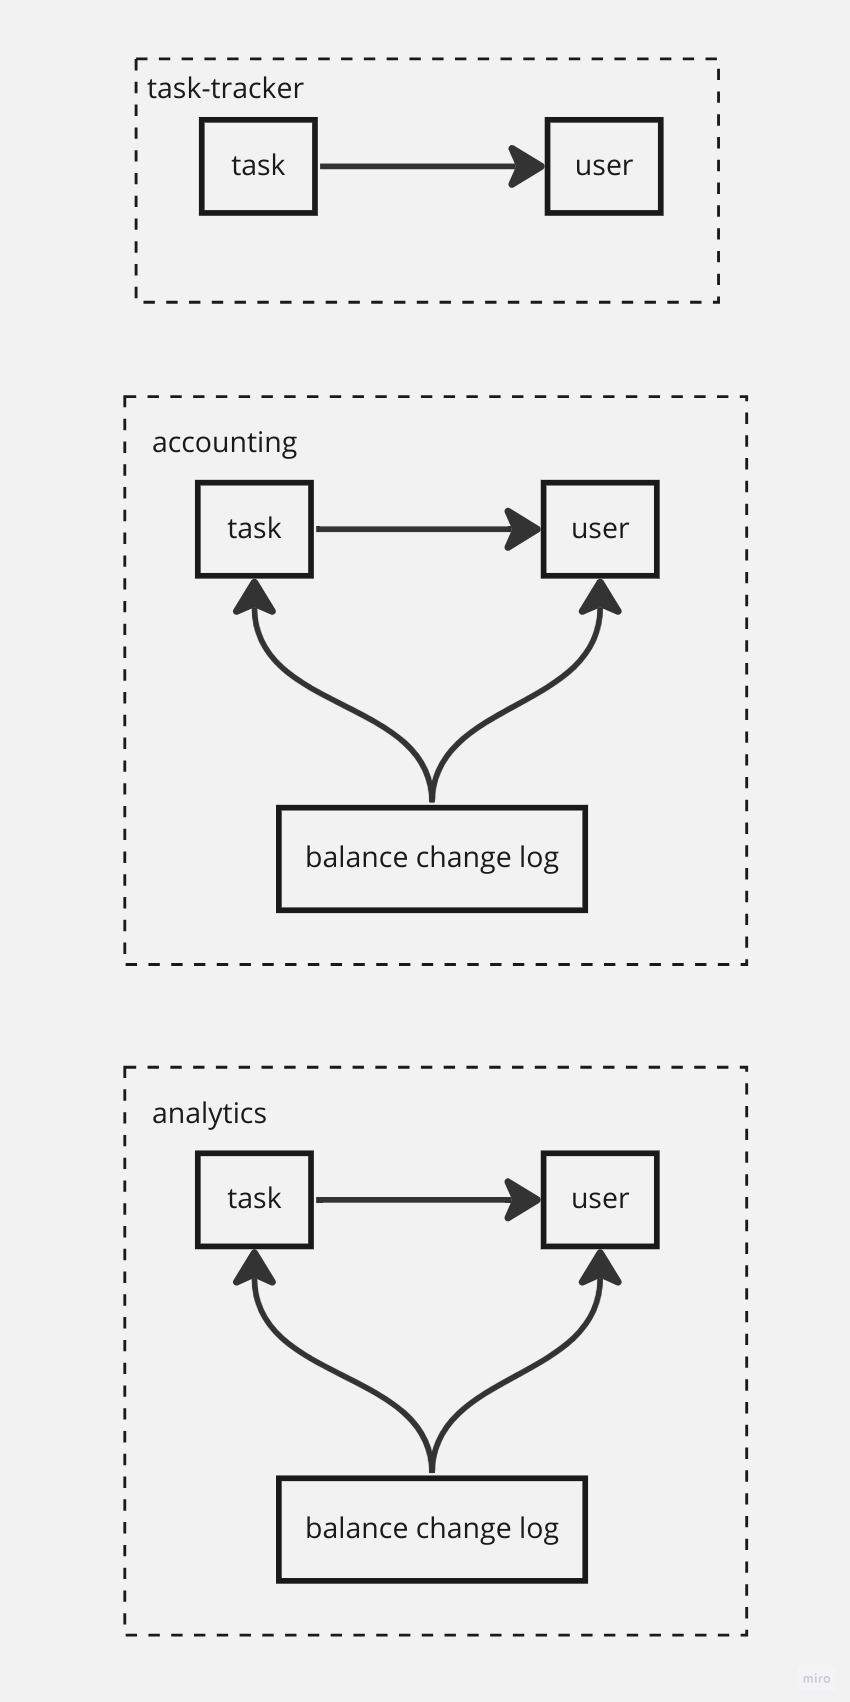 task-tracker
task
user
accounting
task
user
balance change log
analytics
task
user
balance change log
miro